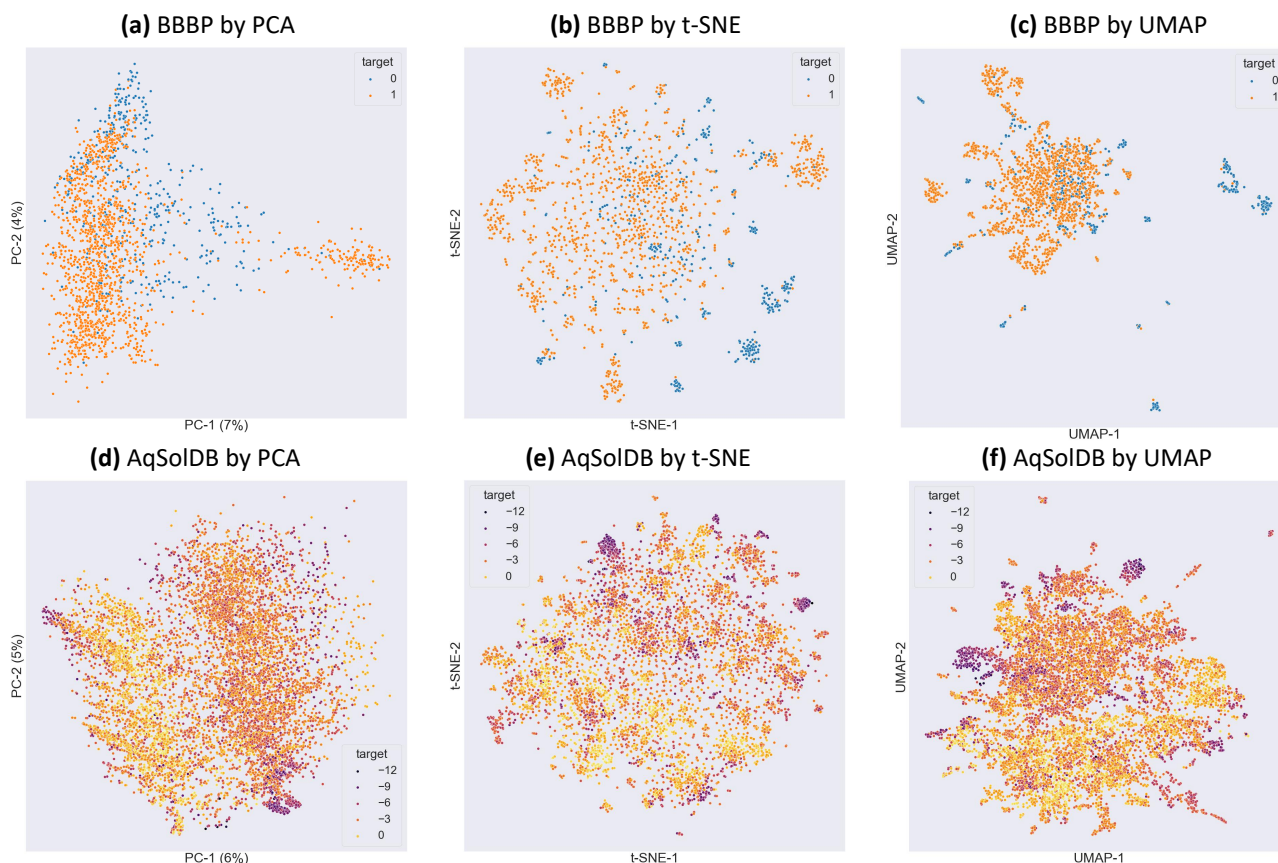 (a) BBBP by PCA
target
0
1
PC-2 (4%)
PC-1 (7%)
(b) BBBP by t-SNE
target
0
1
t-SNE-2
t-SNE-1
(c) BBBP by UMAP
target
0
1
UMAP-2
UMAP-1
(d) AqSolDB by PCA
target
−12
−9
−6
−3
0
PC-2 (5%)
PC-1 (6%)
(e) AqSolDB by t-SNE
target
−12
−9
−6
−3
0
t-SNE-2
t-SNE-1
(f) AqSolDB by UMAP
target
−12
−9
−6
−3
0
UMAP-2
UMAP-1